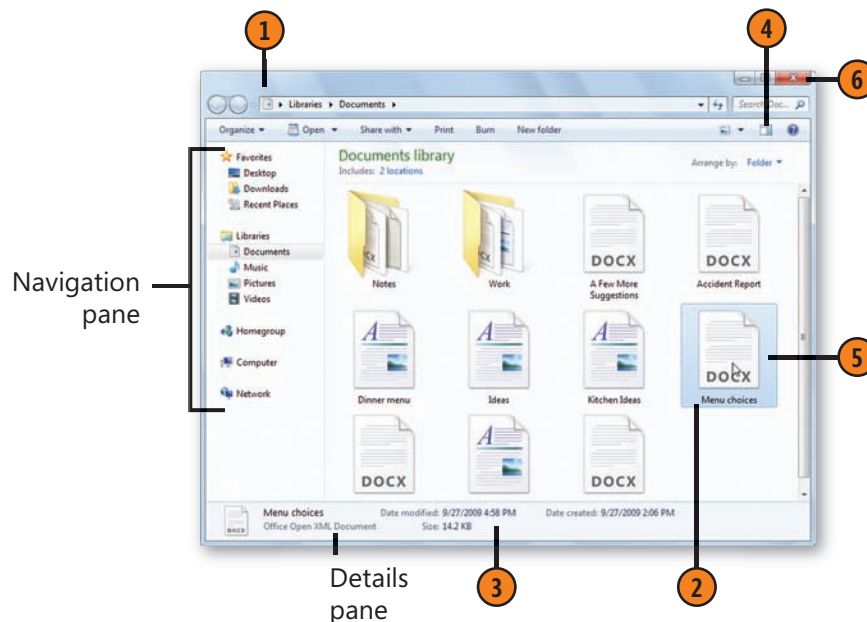 1
4
6
Libraries Documents
Search Doc...
Organize Open Share with Print Burn New folder
Documents library
Includes: 2 locations
Arrange by: Folder
Favorites
Desktop
Downloads
Recent Places
Libraries
Documents
Music
Pictures
Videos
Homegroup
Computer
Network
Navigation
pane
Notes
Work
DOCX
A Few More
Suggestions
DOCX
Accident Report
A
Dinner menu
A
Ideas
A
Kitchen Ideas
DOCX
Menu choices
5
DOCX
A
DOCX
Menu choices Date modified: 9/27/2009 4:58 PM Date created: 9/27/2009 2:06 PM
DOCX Office Open XML Document Size: 14.2 KB
Details
pane
3
2